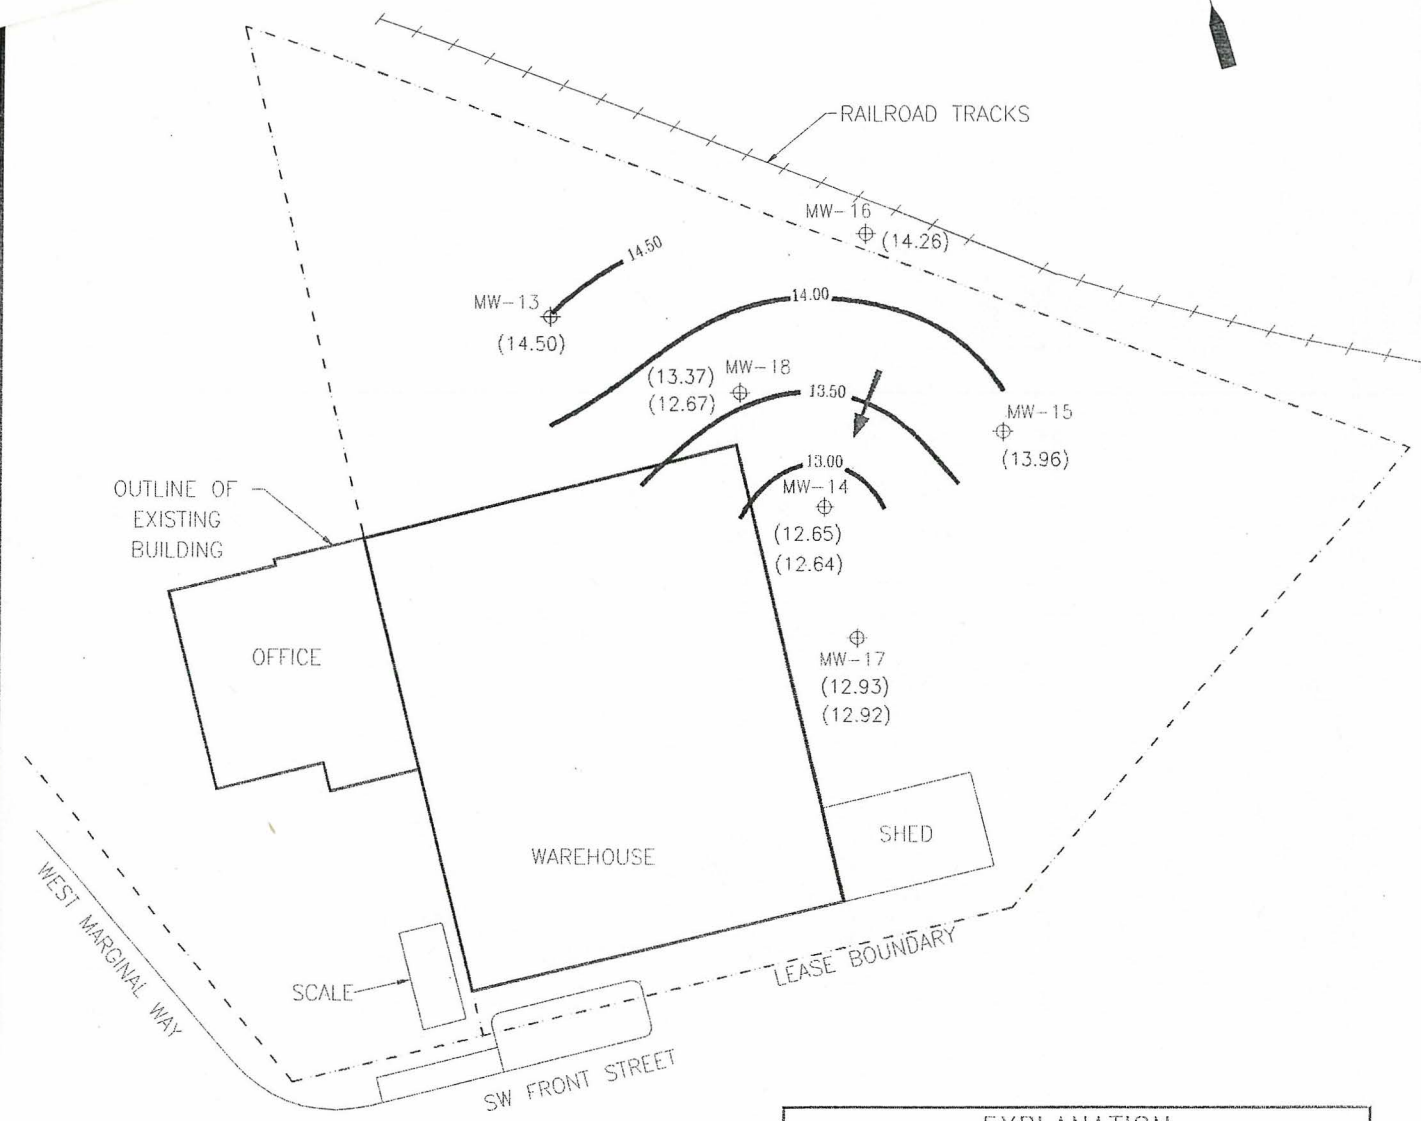 RAILROAD TRACKS
MW-16
(14.26)
14.50
MW-13
(14.50)
14.00
MW-18
(13.37)
(12.67)
13.50
MW-15
(13.96)
13.00
MW-14
(12.65)
(12.64)
OUTLINE OF
EXISTING
BUILDING
OFFICE
MW-17
(12.93)
(12.92)
WAREHOUSE
SHED
WEST MARGINAL WAY
SCALE
LEASE BOUNDARY
SW FRONT STREET
EXPLANATION